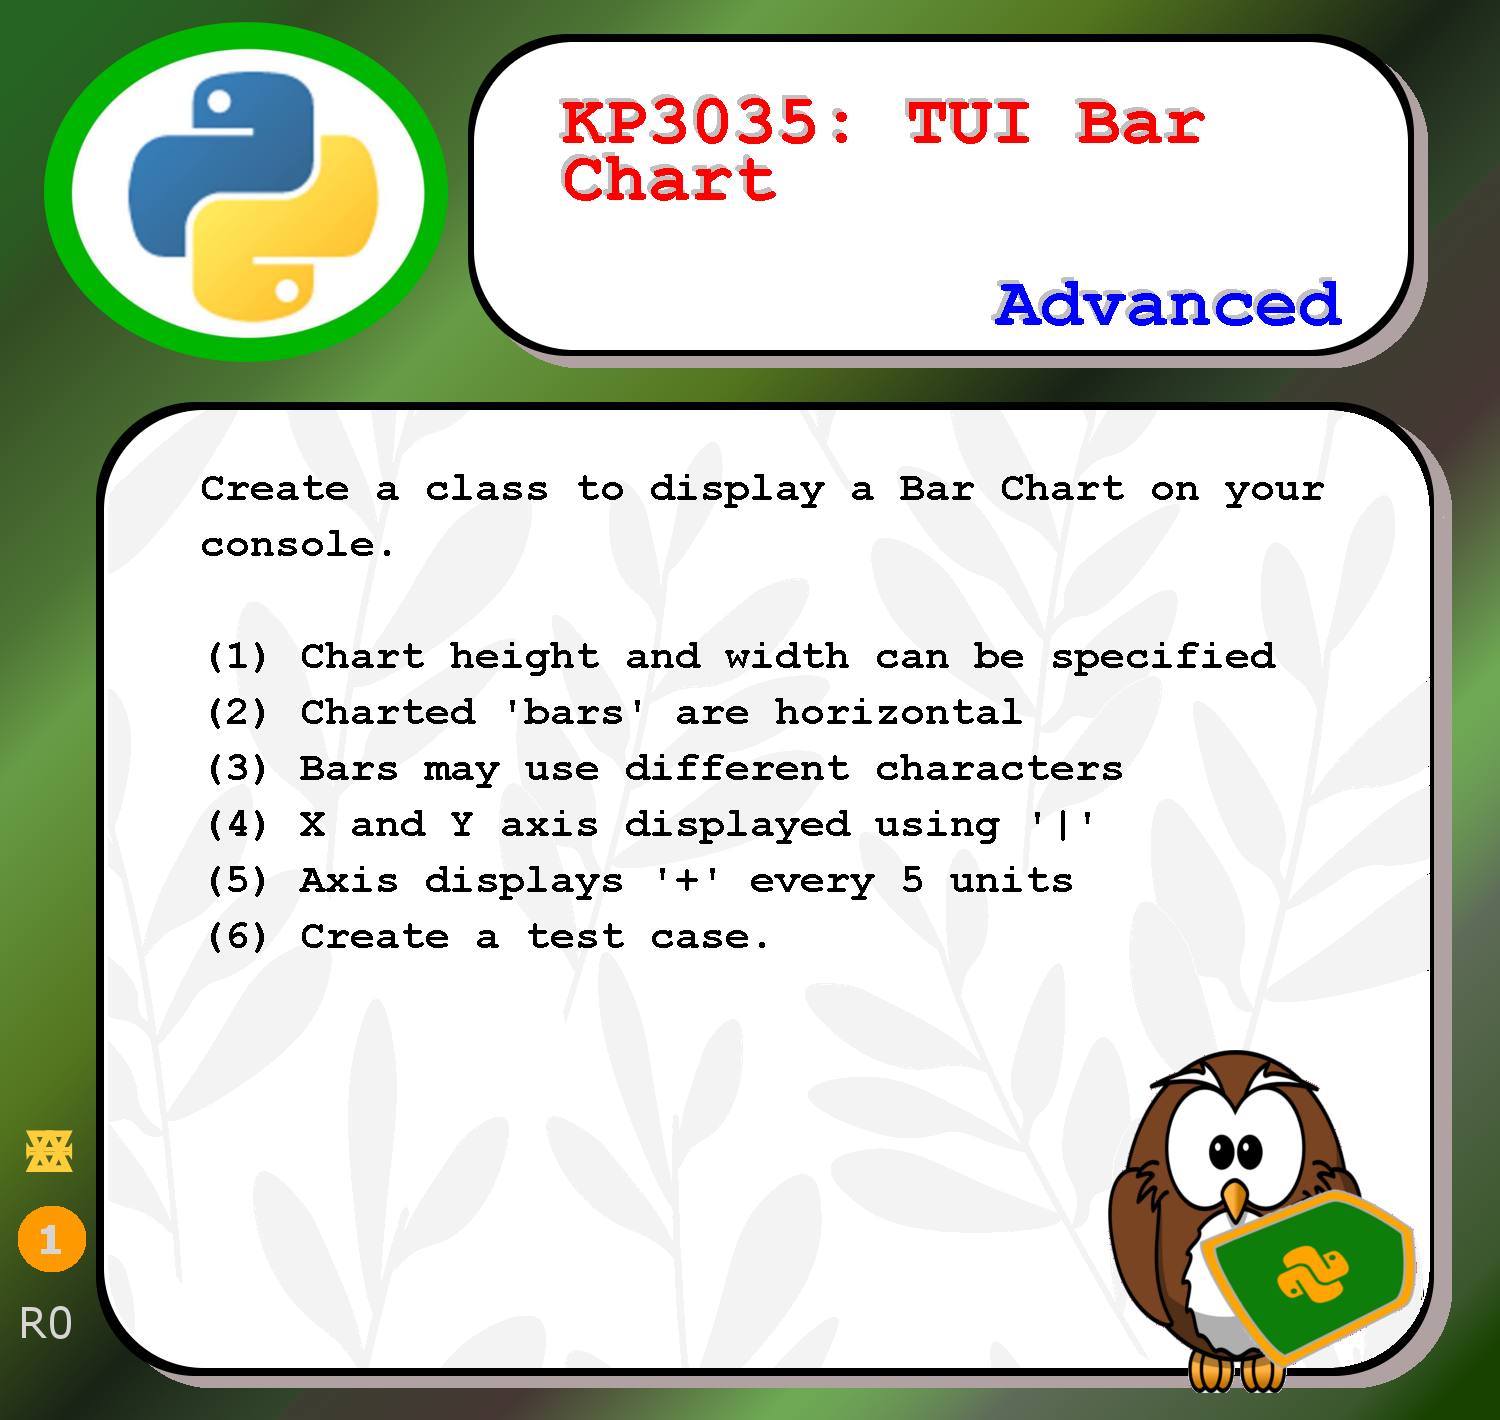 KP3035: TUI Bar
Chart
Advanced
Create a class to display a Bar Chart on your
console.
(1) Chart height and width can be specified
(2) Charted 'bars' are horizontal
(3) Bars may use different characters
(4) X and Y axis displayed using '|'
(5) Axis displays '+' every 5 units
(6) Create a test case.
1
R0